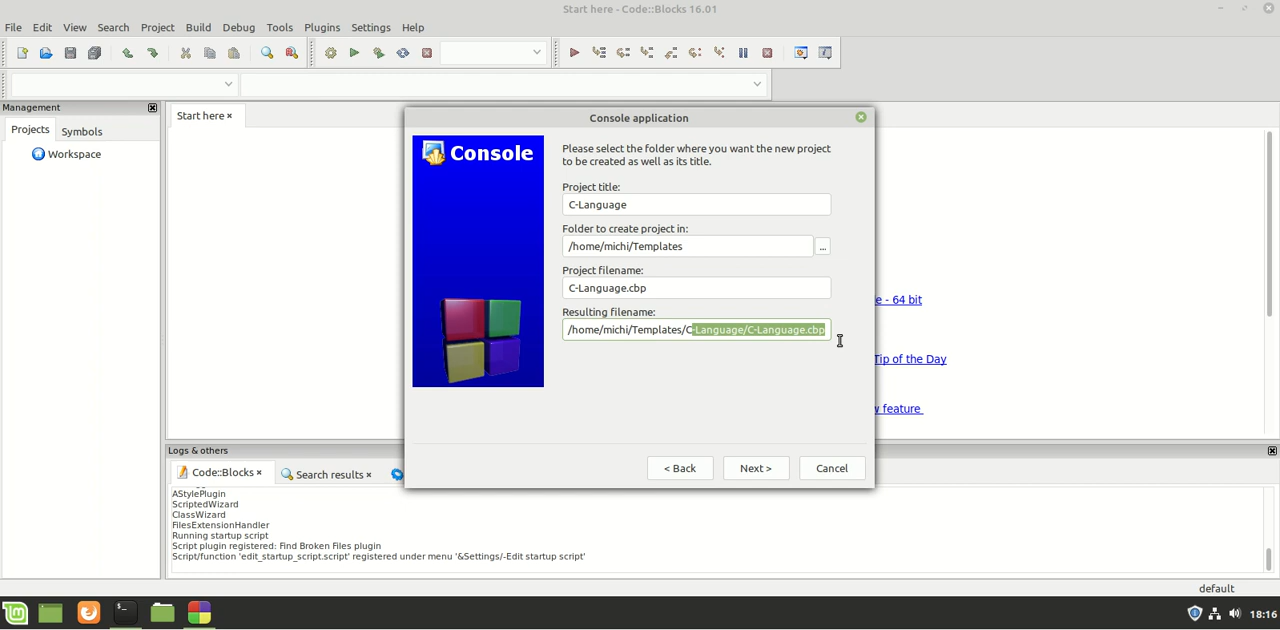 Start here - Code::Blocks 16.01
File Edit View Search Project Build Debug Tools Plugins Settings Help
Management
Projects Symbols
Workspace
Start here ×
Console application
Console
Please select the folder where you want the new project
to be created as well as its title.
Project title:
C-Language
Folder to create project in:
/home/michi/Templates
...
Project filename:
C-Language.cbp
Resulting filename:
/home/michi/Templates/C-Language/C-Language.cbp
< Back Next > Cancel
e - 64 bit
Tip of the Day
feature
Logs & others
Code::Blocks × Search results ×
AStylePlugin
ScriptedWizard
ClassWizard
FilesExtensionHandler
Running startup script
Script plugin registered: Find Broken Files plugin
Script/function 'edit_startup_script.script' registered under menu '&Settings/-Edit startup script'
default
18:16